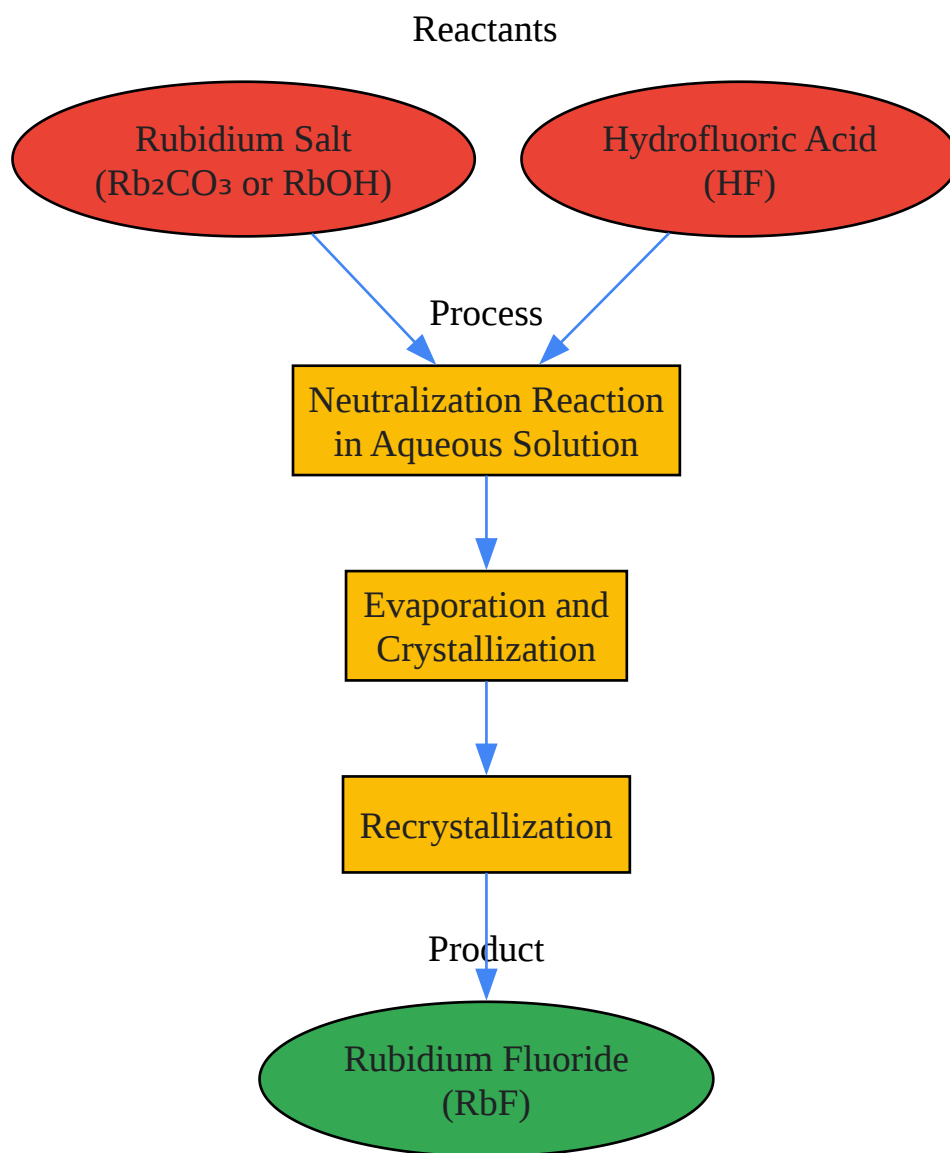 Reactants
Rubidium Salt
(Rb₂CO₃ or RbOH)
Hydrofluoric Acid
(HF)
Process
Neutralization Reaction
in Aqueous Solution
Evaporation and
Crystallization
Recrystallization
Product
Rubidium Fluoride
(RbF)